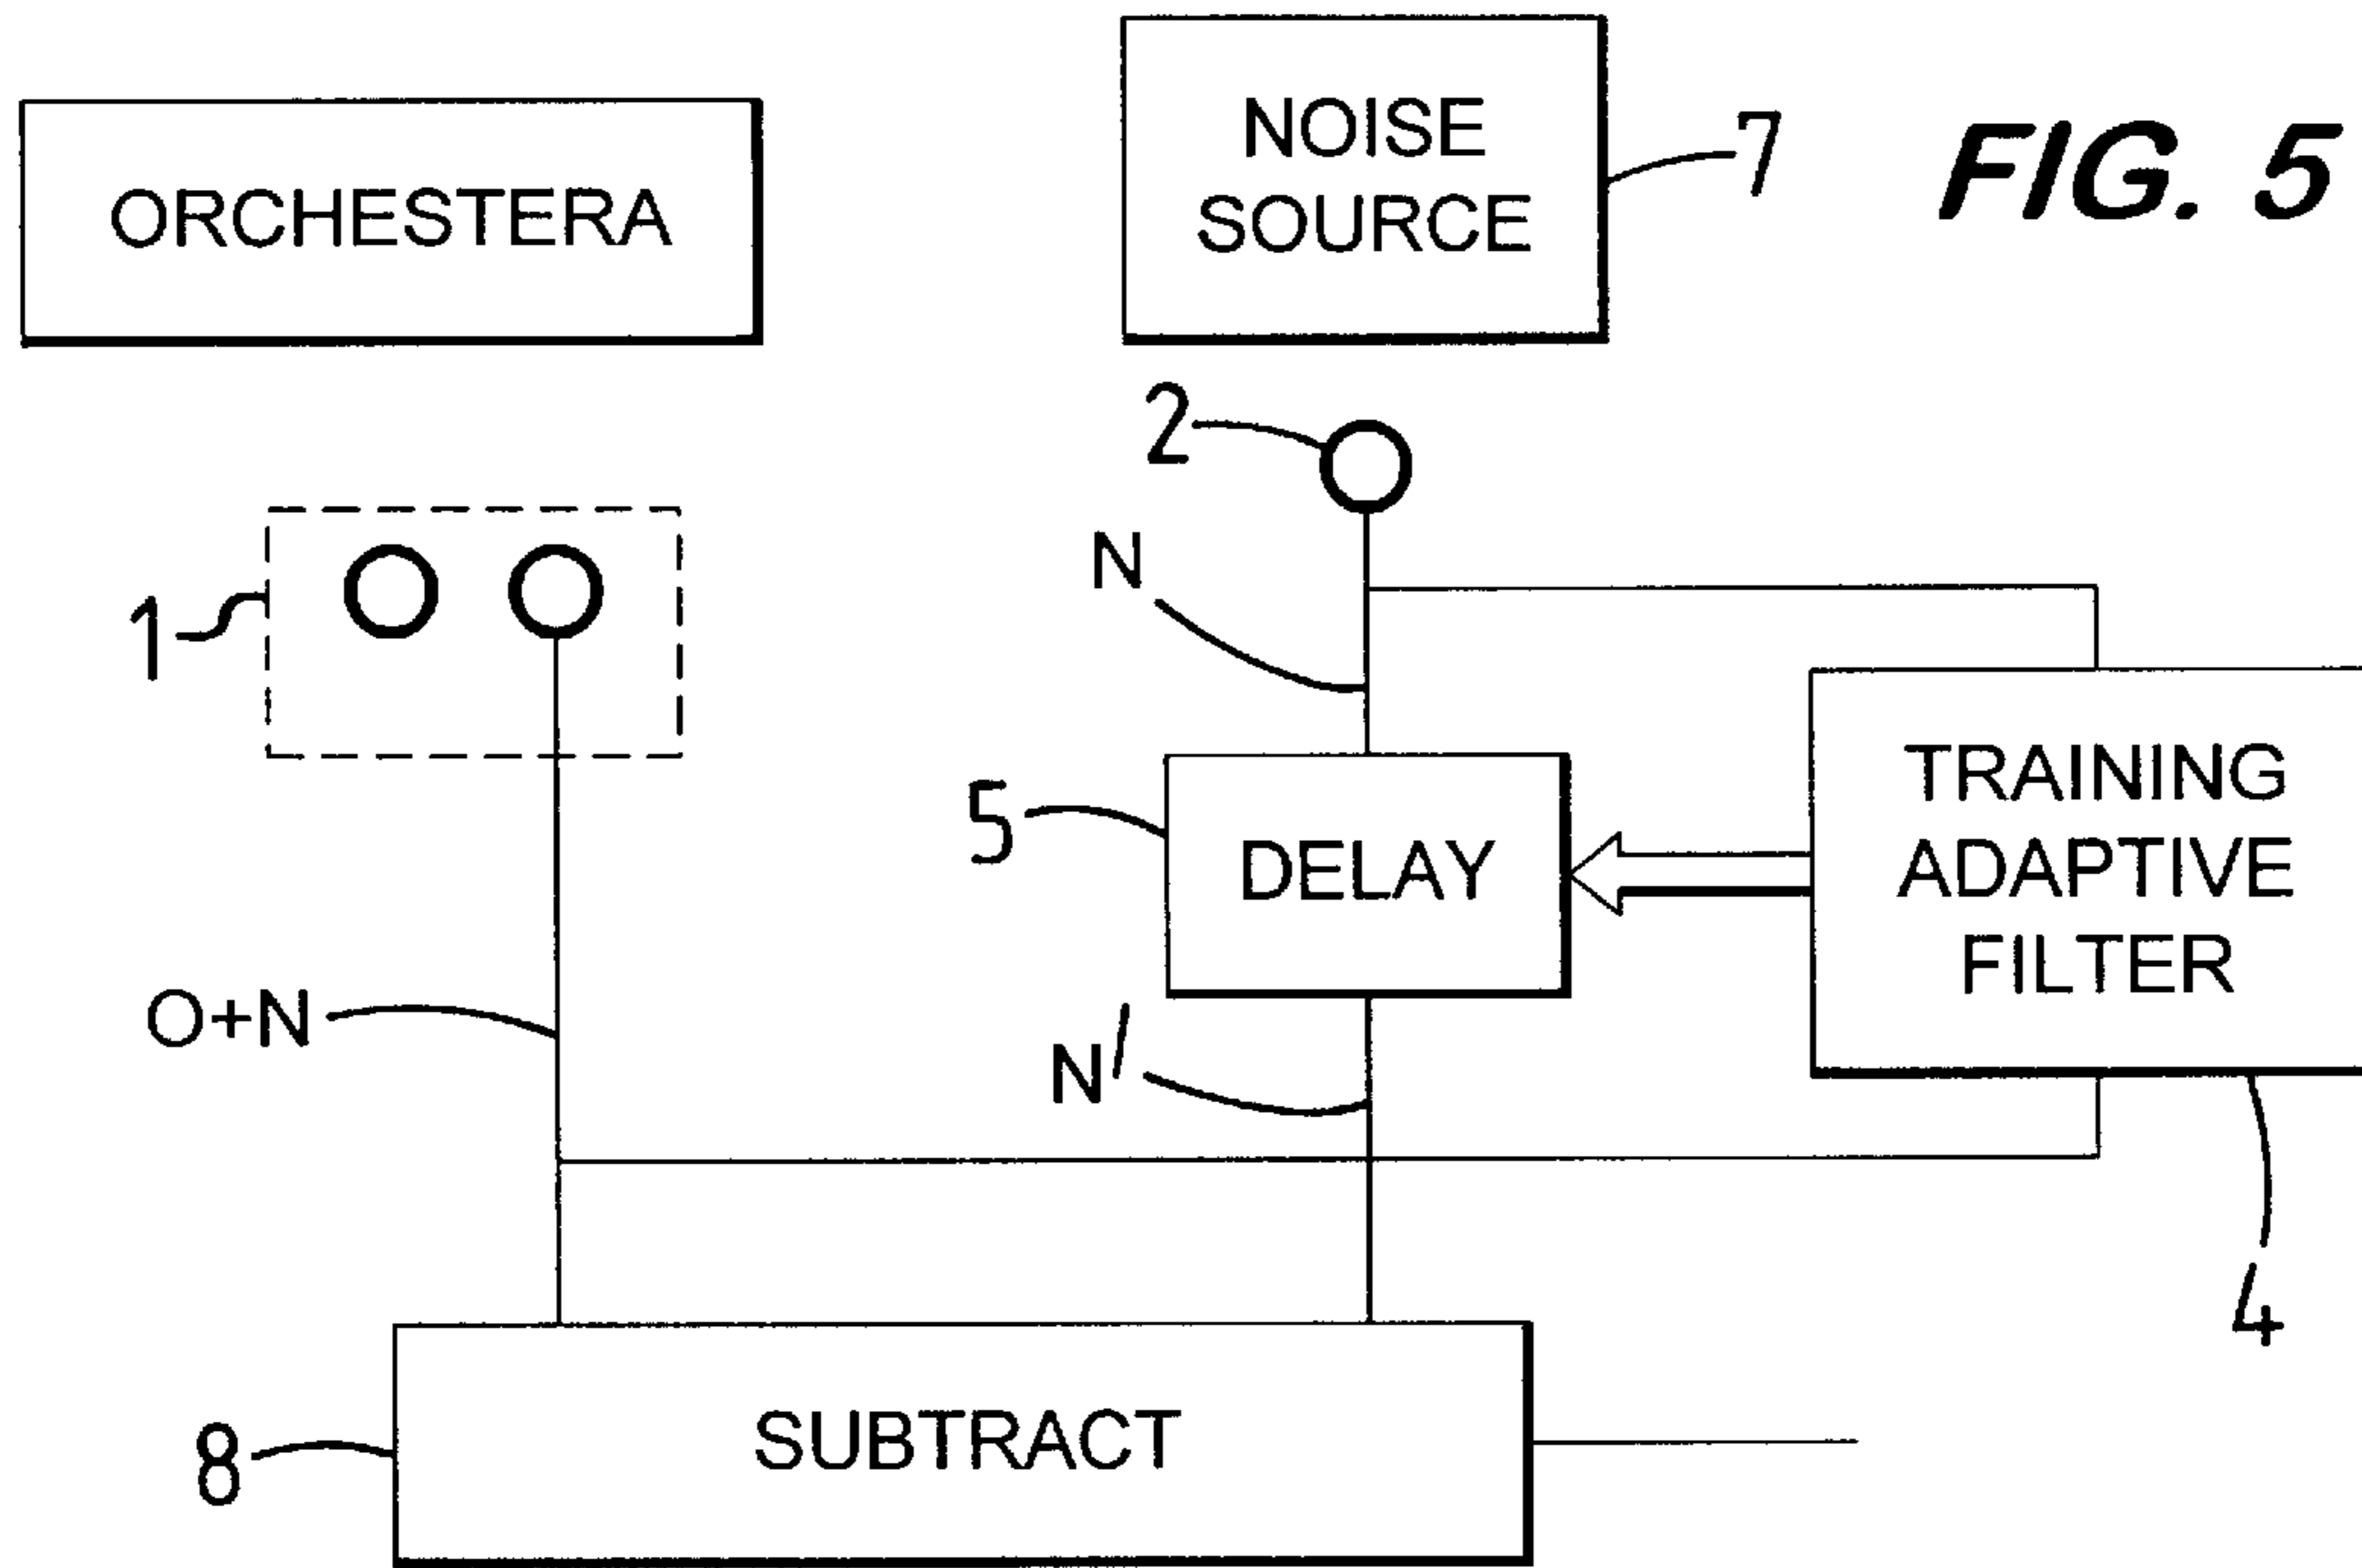 ORCHESTERA
NOISE
SOURCE
7
FIG. 5
2
N
1
TRAINING
ADAPTIVE
FILTER
5
DELAY
O+N
N'
4
8
SUBTRACT